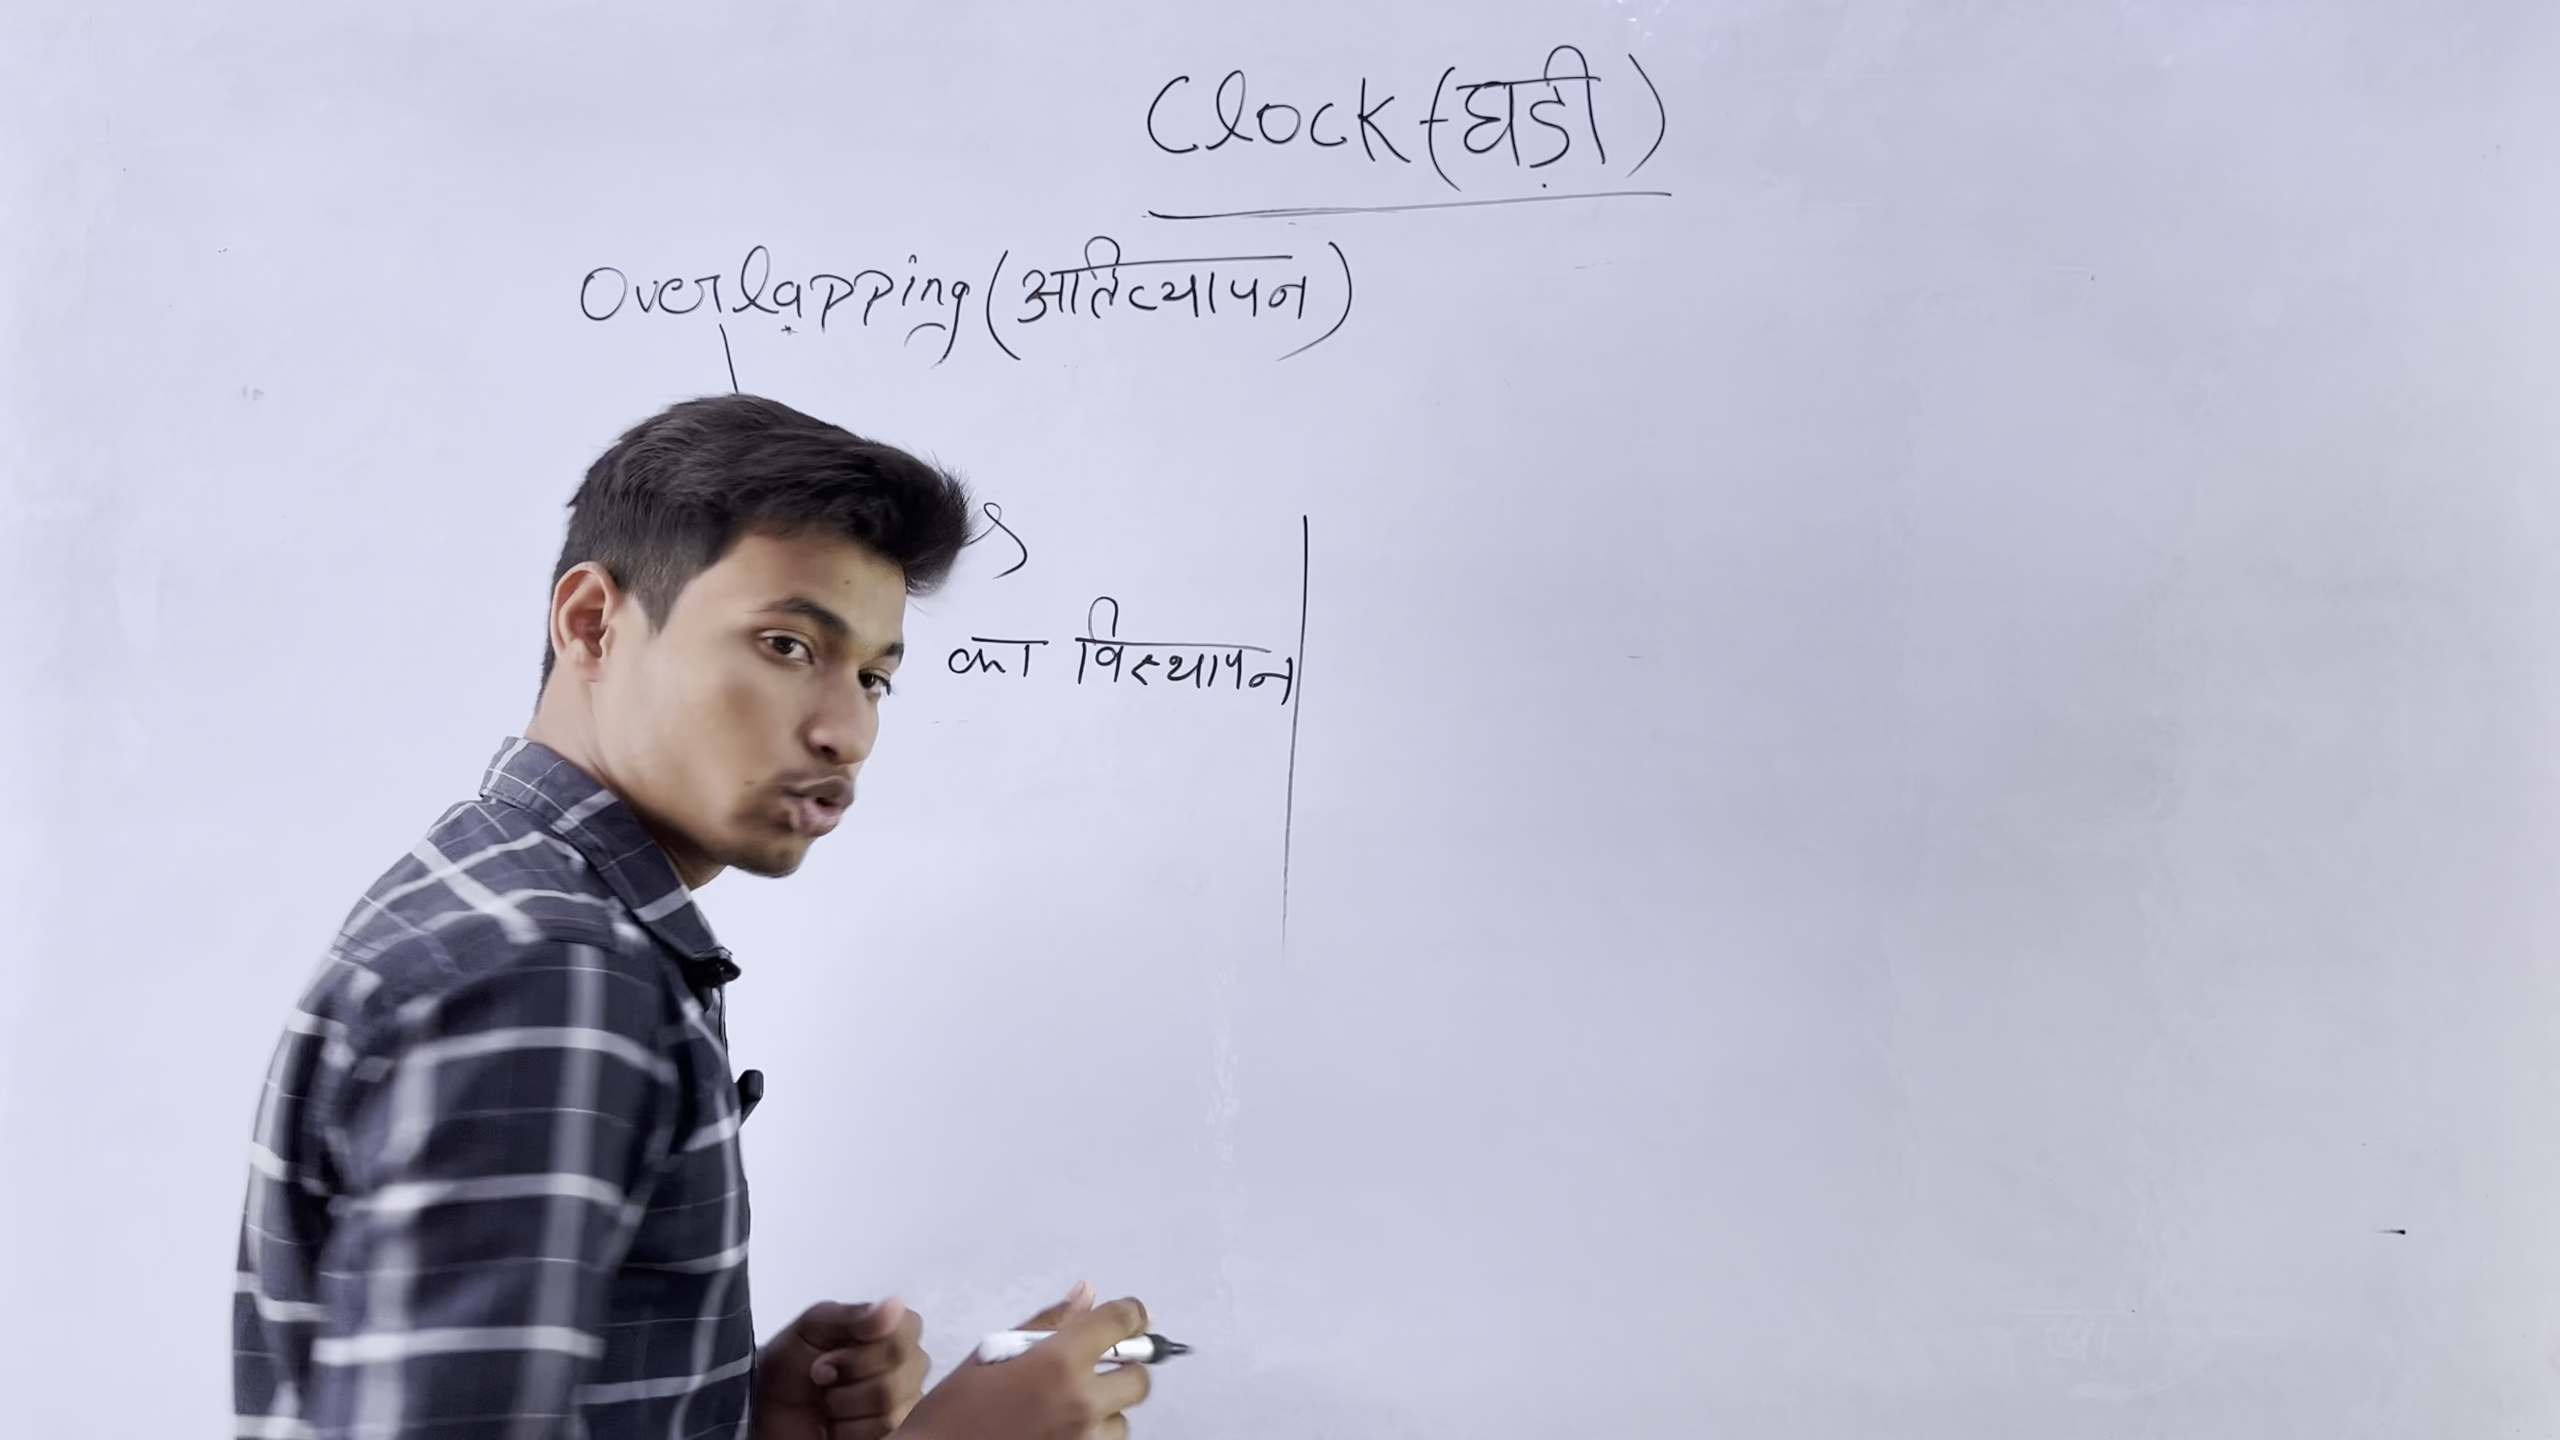 Clock (घड़ी)
Overlapping (अतिव्यापन)
का विस्थापन